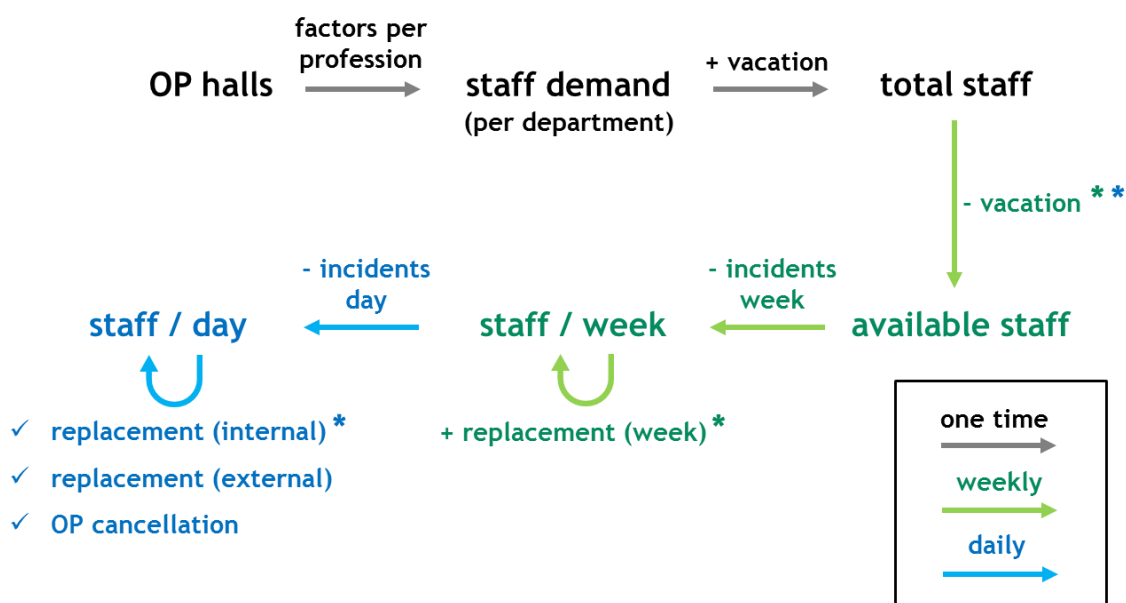 factors per
profession
OP halls
staff demand
(per department)
+ vacation
total staff
- vacation * *
available staff
- incidents
week
staff / week
+ replacement (week) *
- incidents
day
staff / day
✓ replacement (internal) *
✓ replacement (external)
✓ OP cancellation
one time
weekly
daily